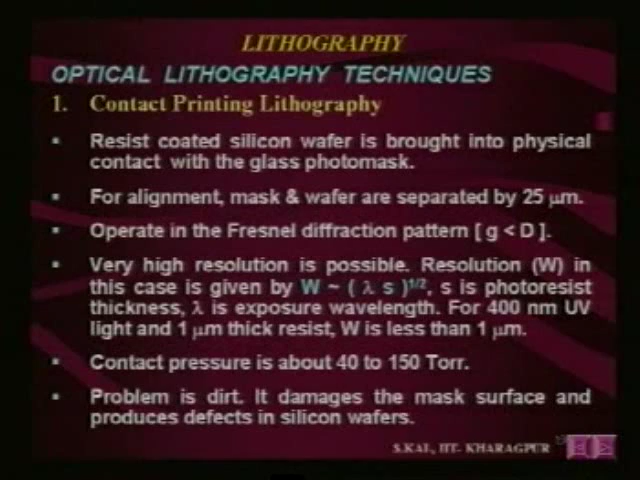 LITHOGRAPHY
OPTICAL LITHOGRAPHY TECHNIQUES
1. Contact Printing Lithography
▪ Resist coated silicon wafer is brought into physical
contact with the glass photomask.
▪ For alignment, mask & wafer are separated by 25 μm.
▪ Operate in the Fresnel diffraction pattern [ g < D ].
▪ Very high resolution is possible. Resolution (W) in
this case is given by W ~ ( λ s )1/2, s is photoresist
thickness, λ is exposure wavelength. For 400 nm UV
light and 1 μm thick resist, W is less than 1 μm.
▪ Contact pressure is about 40 to 150 Torr.
▪ Problem is dirt. It damages the mask surface and
produces defects in silicon wafers.
S.KAL, IIT- KHARAGPUR